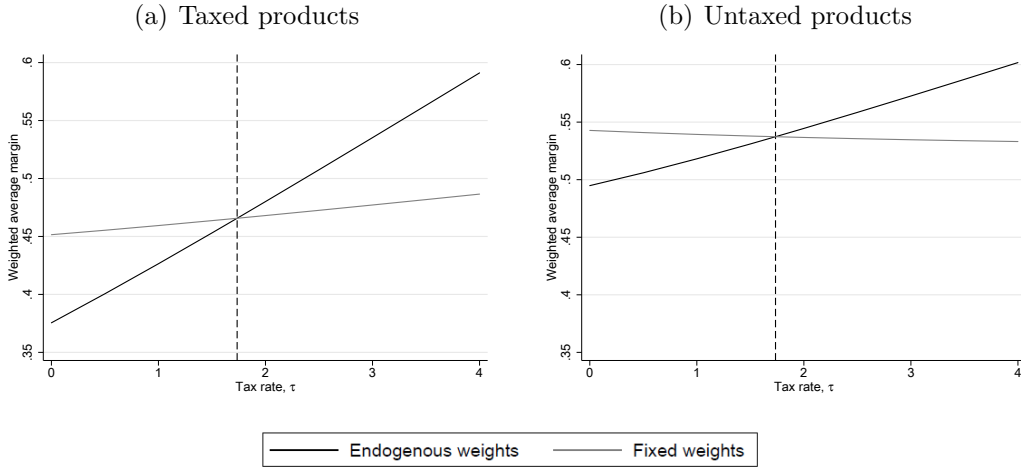 (a) Taxed products
Weighted average margin
.35 .4 .45 .5 .55 .6
0 1 2 3 4
Tax rate, τ
(b) Untaxed products
Weighted average margin
.35 .4 .45 .5 .55 .6
0 1 2 3 4
Tax rate, τ
Endogenous weights Fixed weights